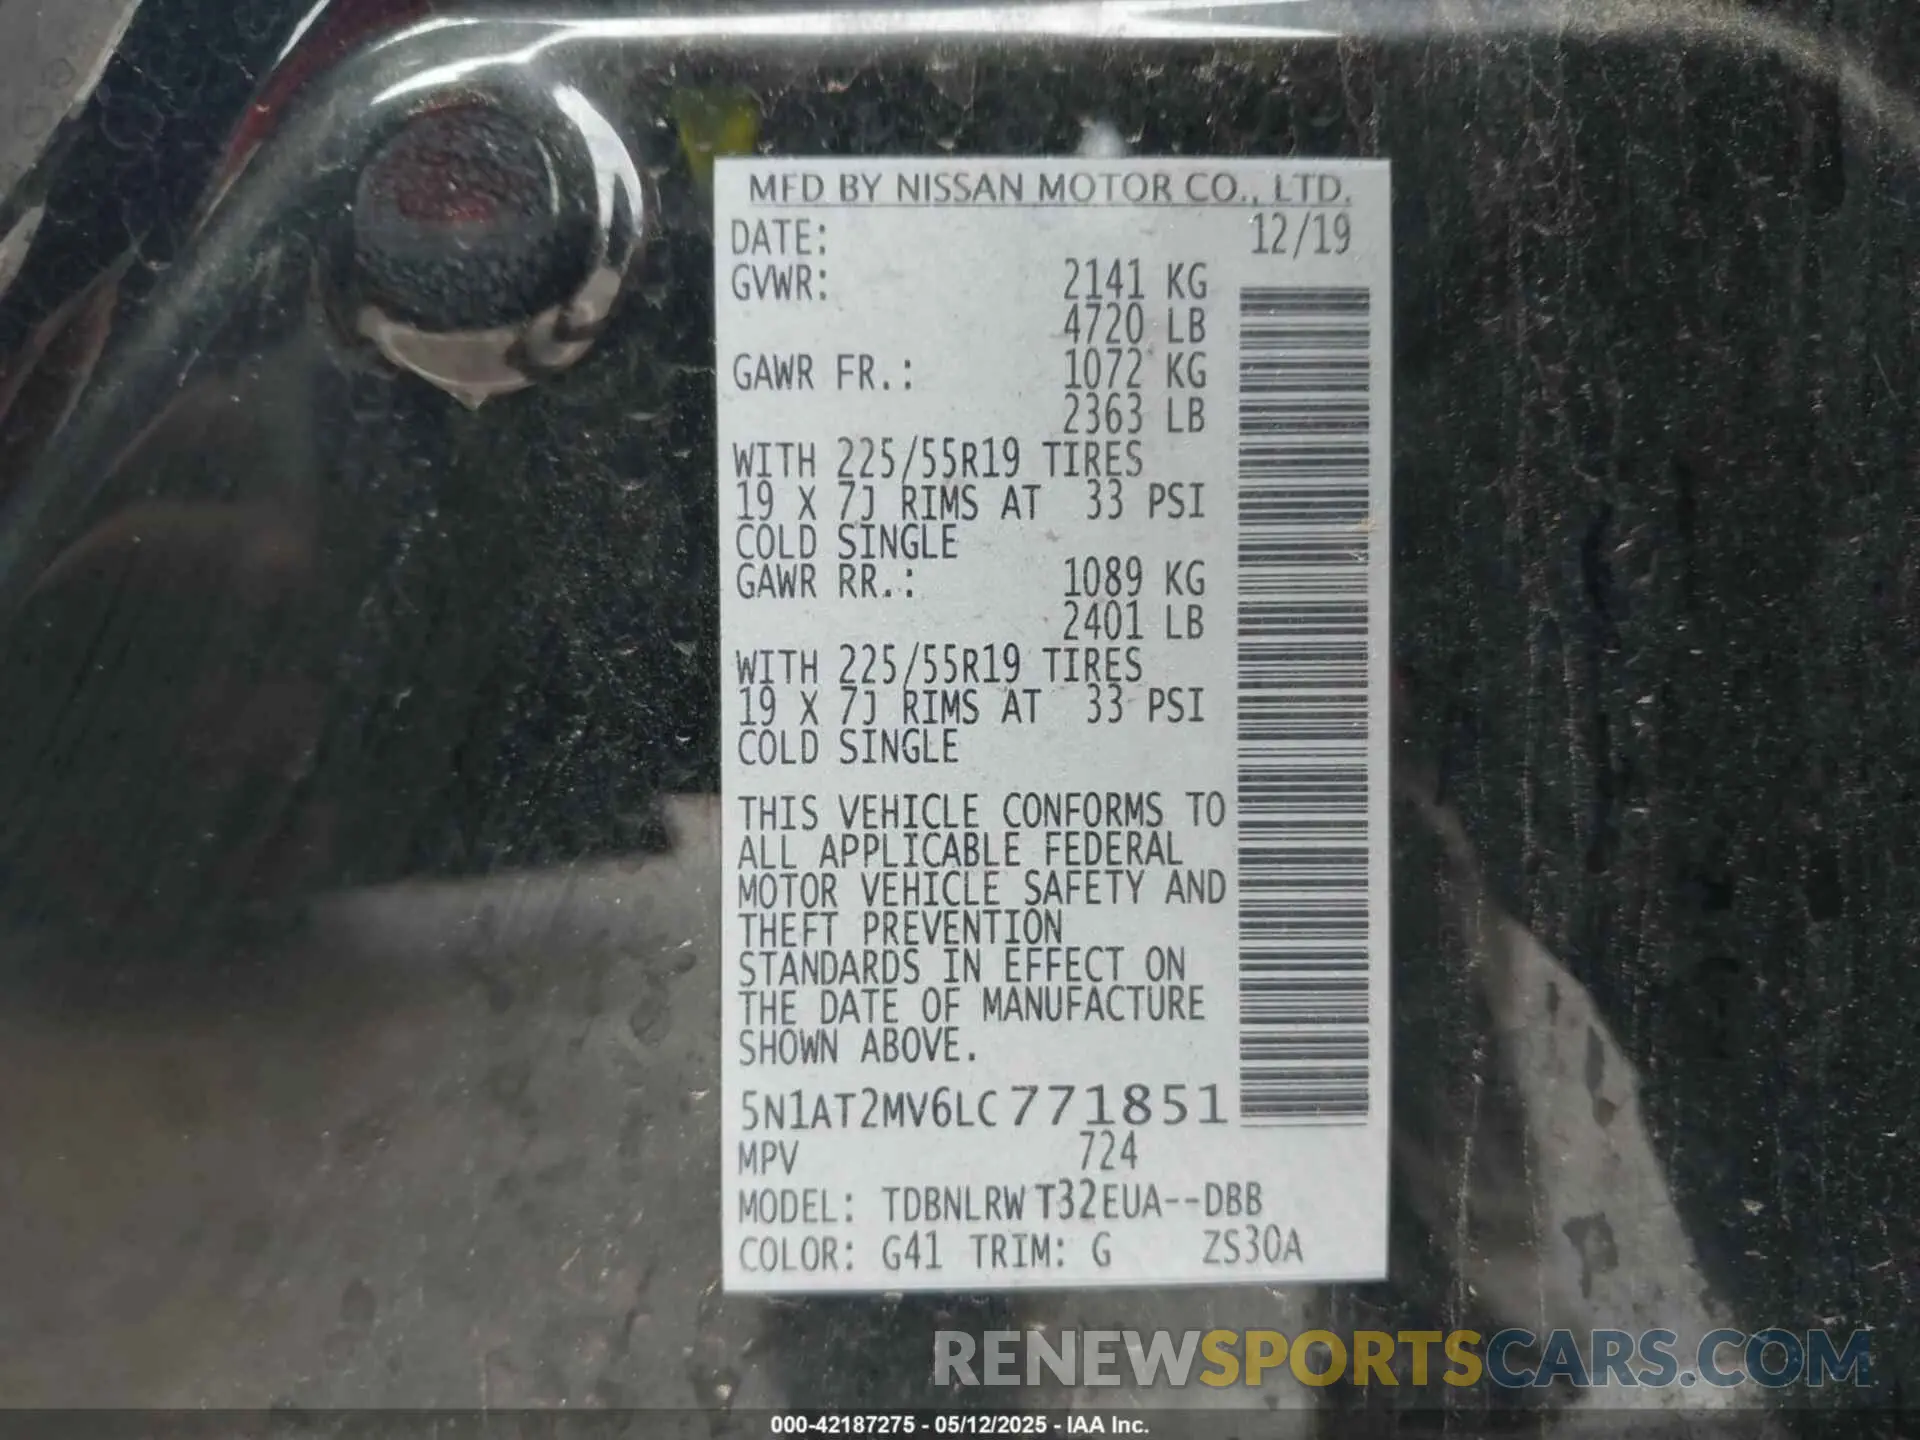 MFD BY NISSAN MOTOR CO., LTD.
DATE: 12/19
GVWR: 2141 KG
4720 LB
GAWR FR.: 1072 KG
2363 LB
WITH 225/55R19 TIRES
19 X 7J RIMS AT 33 PSI
COLD SINGLE
GAWR RR.: 1089 KG
2401 LB
WITH 225/55R19 TIRES
19 X 7J RIMS AT 33 PSI
COLD SINGLE
THIS VEHICLE CONFORMS TO
ALL APPLICABLE FEDERAL
MOTOR VEHICLE SAFETY AND
THEFT PREVENTION
STANDARDS IN EFFECT ON
THE DATE OF MANUFACTURE
SHOWN ABOVE.
5N1AT2MV6LC771851
MPV 724
MODEL: TDBNLRW T32EUA--DBB
COLOR: G41 TRIM: G ZS30A
RENEWSPORTSCARS.COM
000-42187275 - 05/12/2025 - IAA Inc.